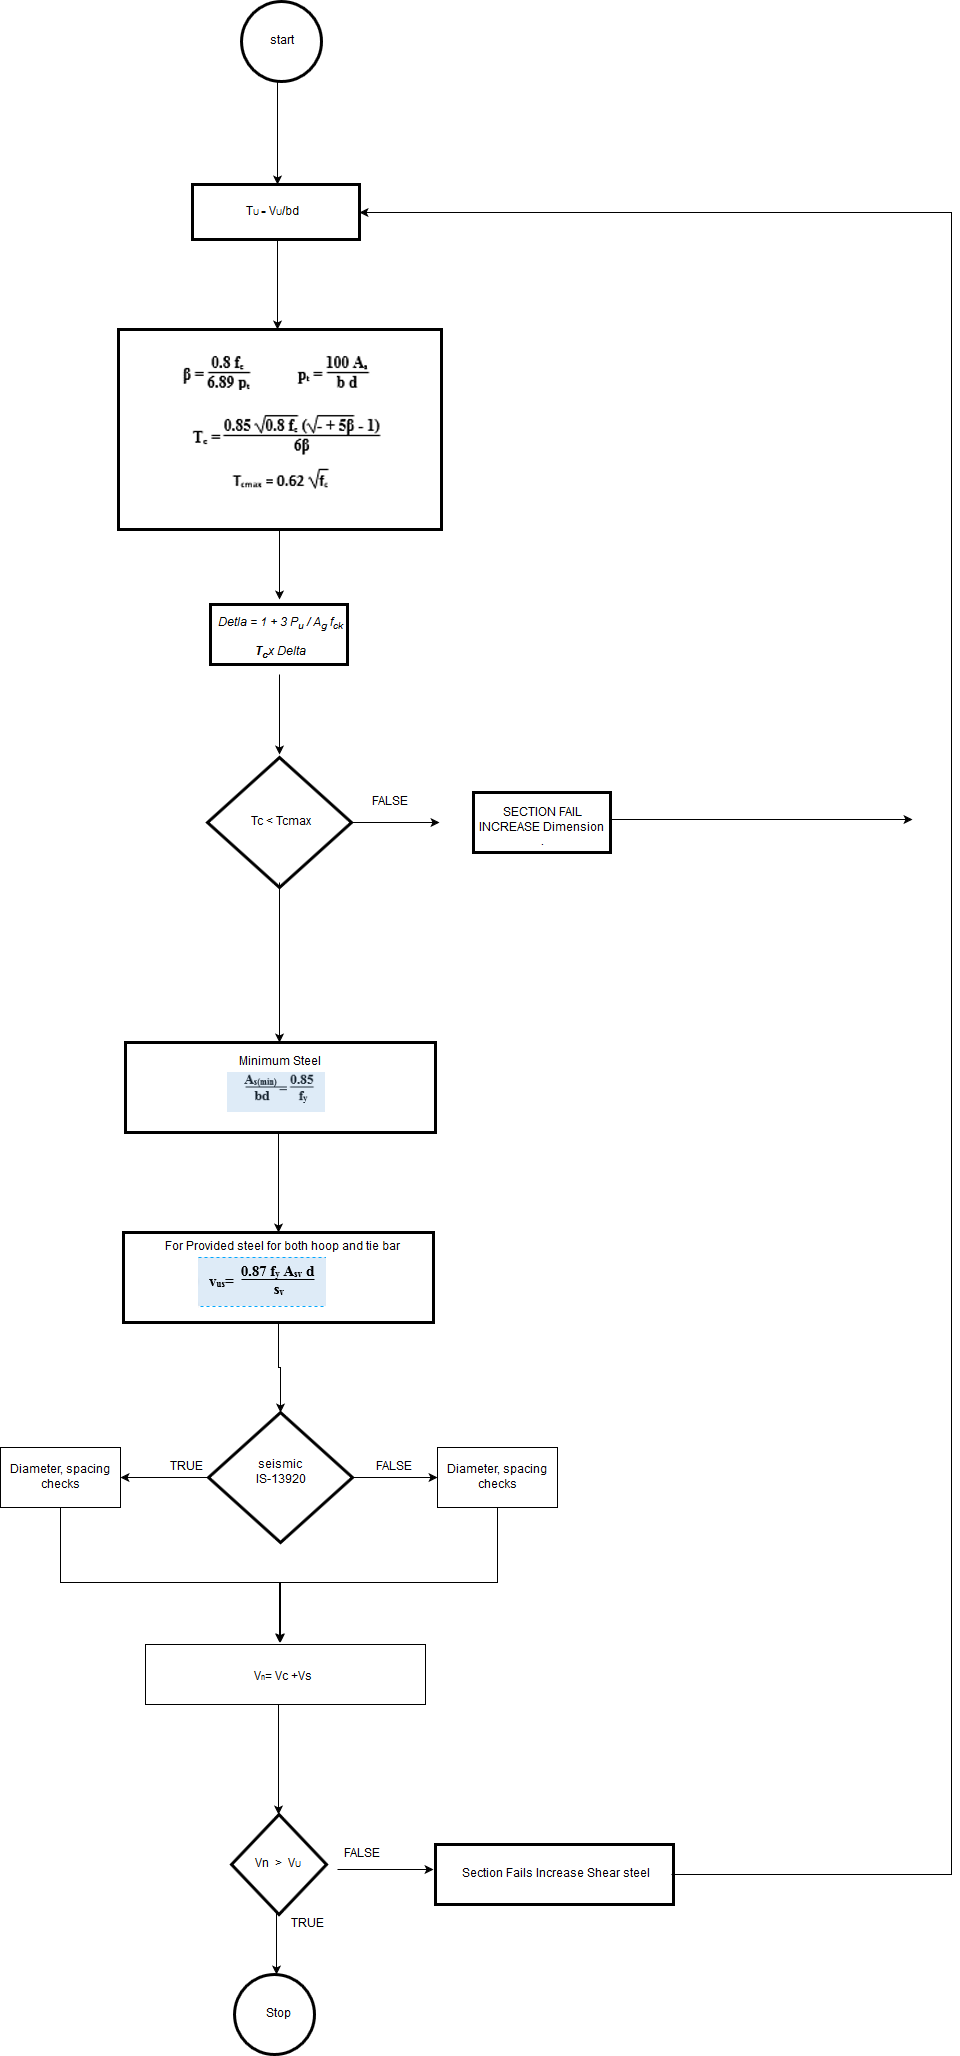 start
TU - VU/bd
β = 0.8 fc / 6.89 pt
pt = 100 As / b d
Tc = 0.85 √0.8 fc (√- + 5β - 1) / 6β
Tcmax = 0.62 √fc
Detla = 1 + 3 Pu / Ag fck
Tcx Delta
Tc < Tcmax
FALSE
SECTION FAIL
INCREASE Dimension
.
Minimum Steel
As(min) / bd = 0.85 / fy
For Provided steel for both hoop and tie bar
vus= 0.87 fy Asv d / sv
seismic
IS-13920
TRUE
FALSE
Diameter, spacing
checks
Diameter, spacing
checks
Vn= Vc +Vs
Vn > VU
FALSE
Section Fails Increase Shear steel
TRUE
Stop